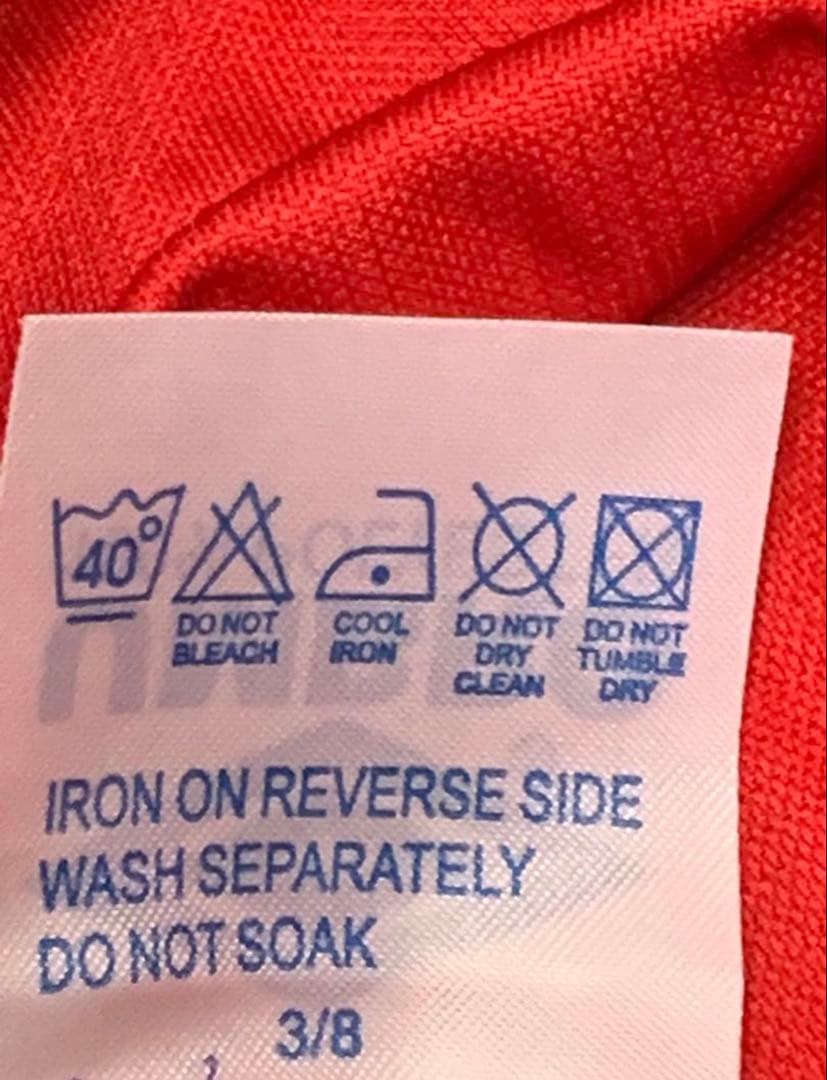 40°
DO NOT BLEACH
COOL IRON
DO NOT DRY CLEAN
DO NOT TUMBLE DRY
IRON ON REVERSE SIDE
WASH SEPARATELY
DO NOT SOAK
3/8